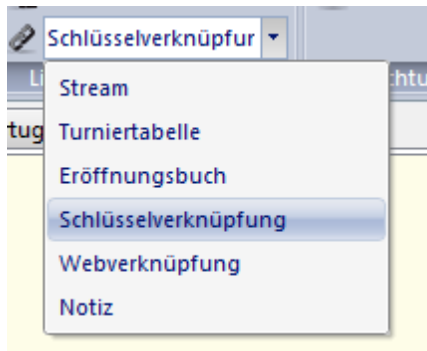 Schlüsselverknüpfur
Stream
Turniertabelle
Eröffnungsbuch
Schlüsselverknüpfung
Webverknüpfung
Notiz